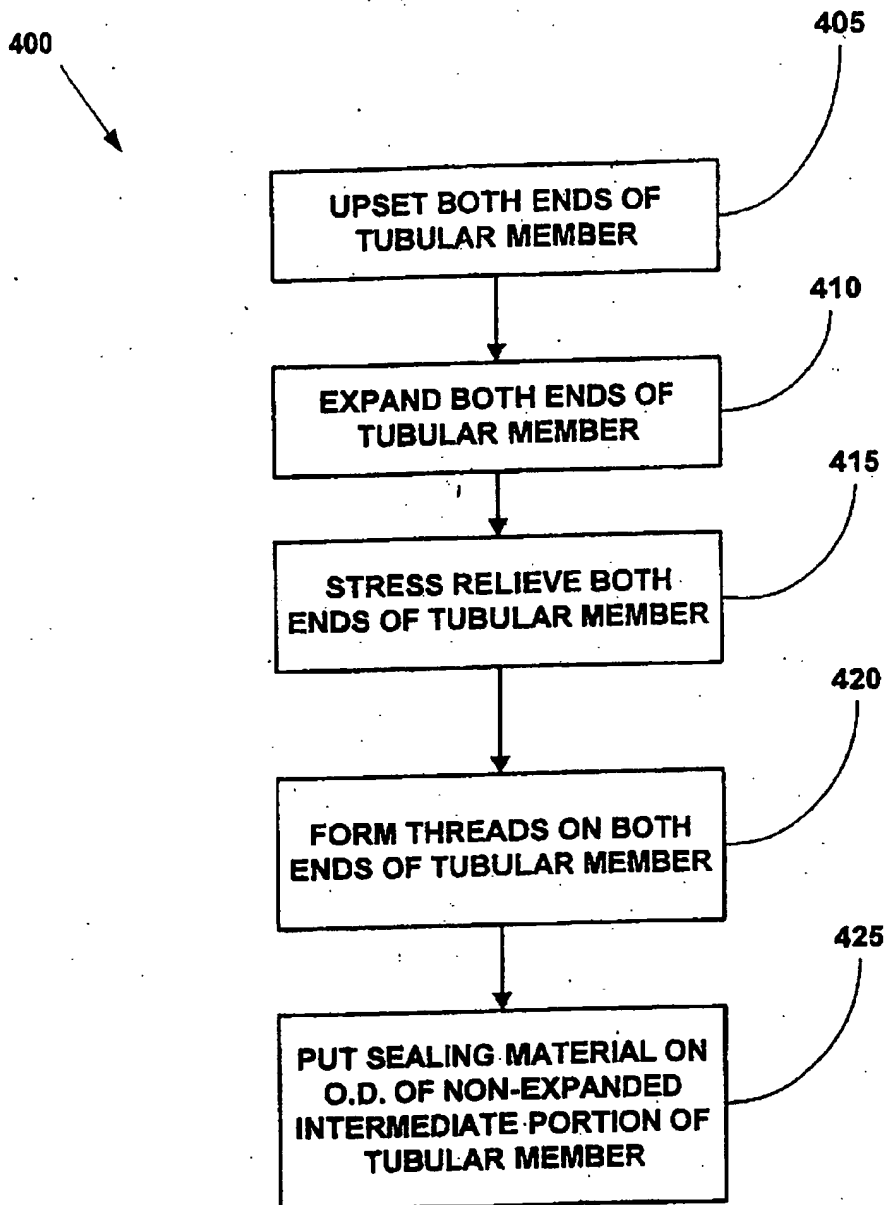 400
405
UPSET BOTH ENDS OF
TUBULAR MEMBER
410
EXPAND BOTH ENDS OF
TUBULAR MEMBER
415
STRESS RELIEVE BOTH
ENDS OF TUBULAR MEMBER
420
FORM THREADS ON BOTH
ENDS OF TUBULAR MEMBER
425
PUT SEALING MATERIAL ON
O.D. OF NON-EXPANDED
INTERMEDIATE PORTION OF
TUBULAR MEMBER